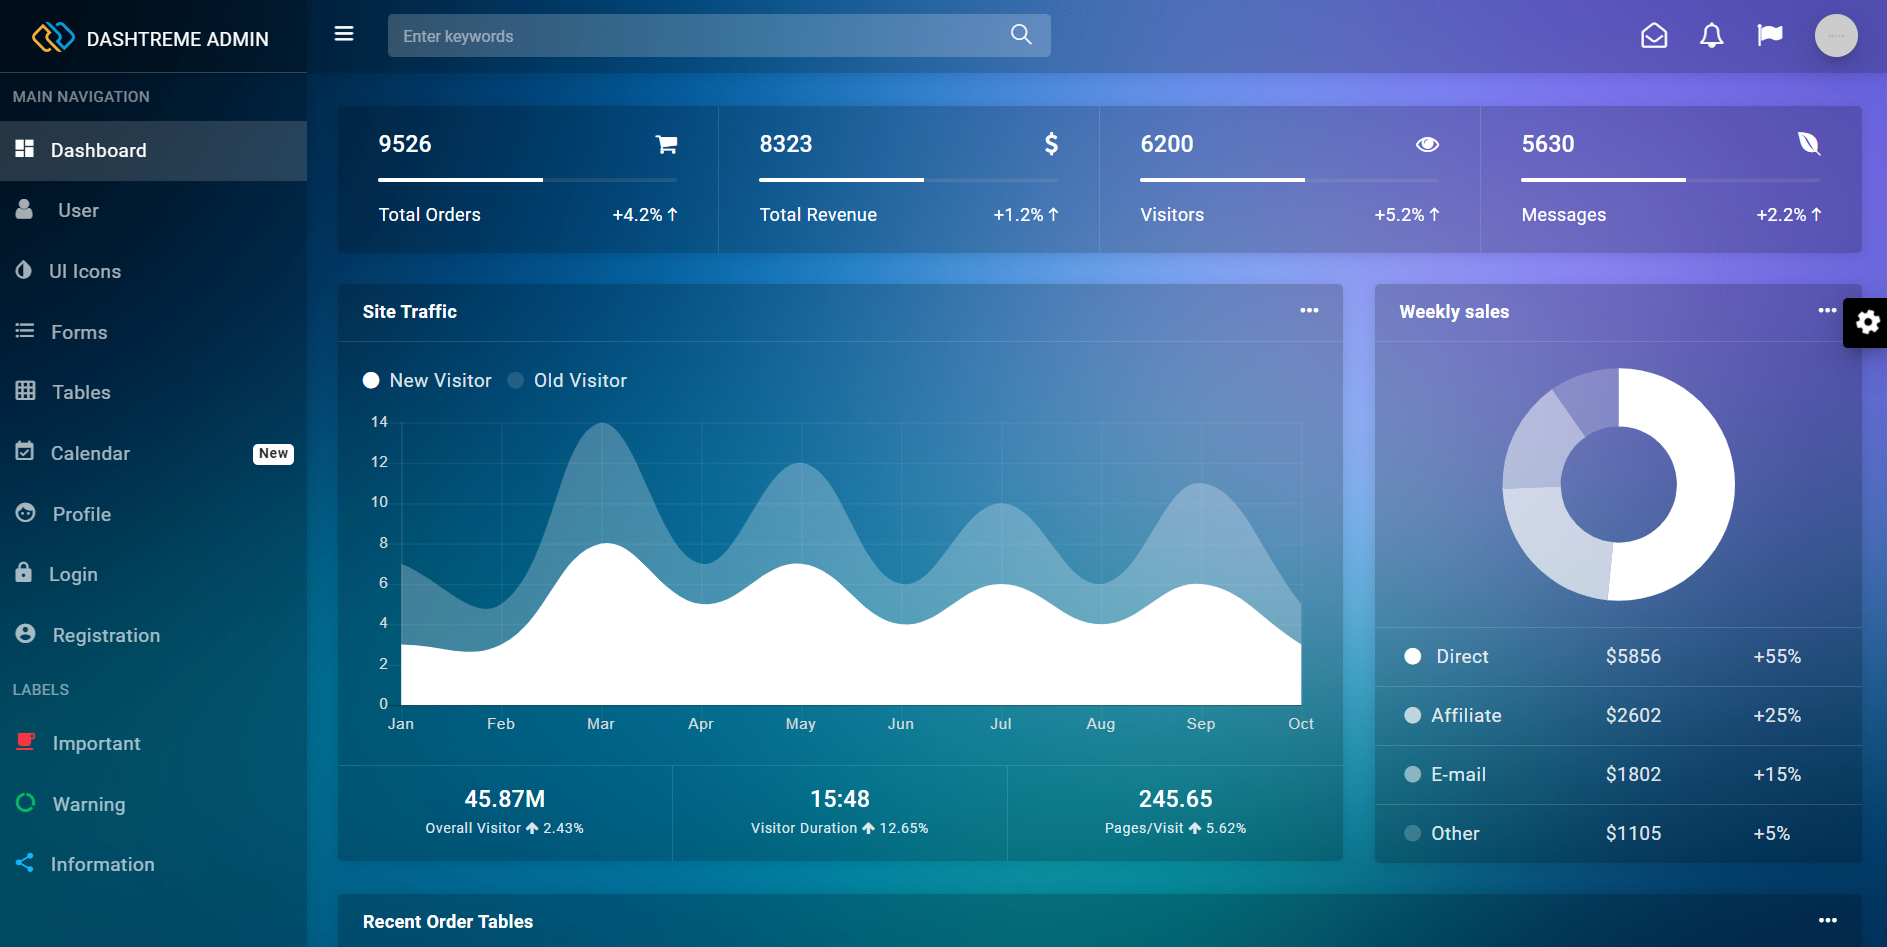 DASHTREME ADMIN
Enter keywords
MAIN NAVIGATION
Dashboard
User
UI Icons
Forms
Tables
Calendar New
Profile
Login
Registration
LABELS
Important
Warning
Information
9526
Total Orders +4.2%
8323
Total Revenue +1.2%
6200
Visitors +5.2%
5630
Messages +2.2%
Site Traffic
New Visitor Old Visitor
14
12
10
8
6
4
2
0
Jan Feb Mar Apr May Jun Jul Aug Sep Oct
45.87M
Overall Visitor 2.43%
15:48
Visitor Duration 12.65%
245.65
Pages/Visit 5.62%
Weekly sales
Direct $5856 +55%
Affiliate $2602 +25%
E-mail $1802 +15%
Other $1105 +5%
Recent Order Tables